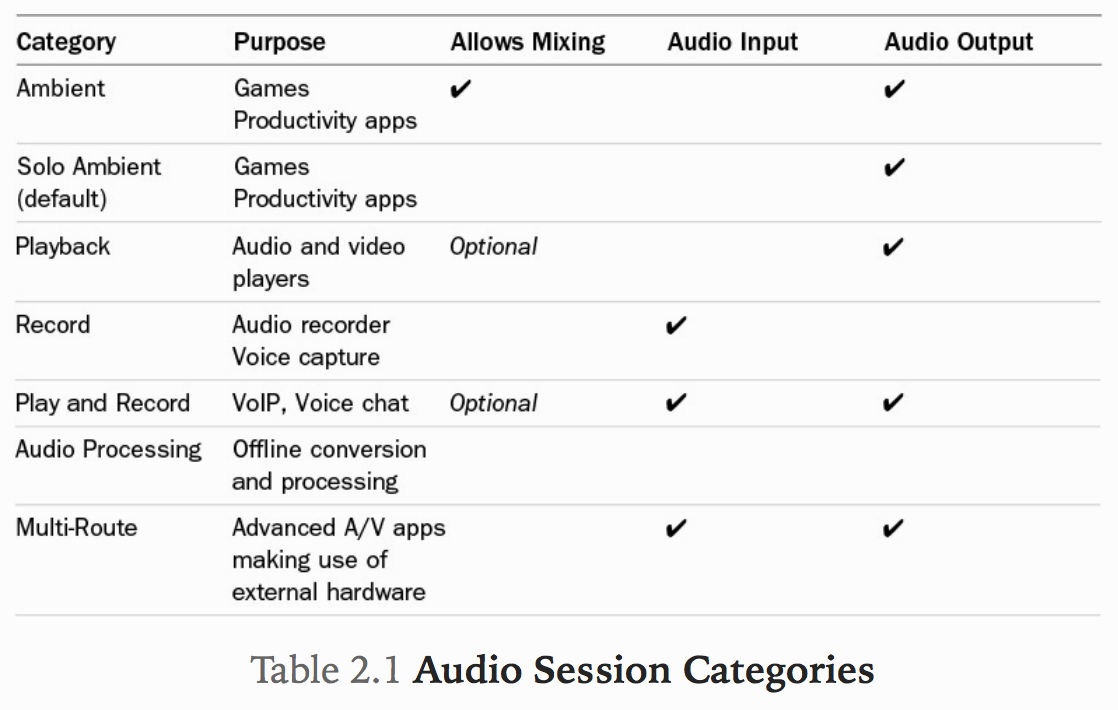 Category Purpose Allows Mixing Audio Input Audio Output
Ambient Games ✔ ✔
Productivity apps
Solo Ambient Games ✔
(default) Productivity apps
Playback Audio and video Optional ✔
players
Record Audio recorder ✔
Voice capture
Play and Record VoIP, Voice chat Optional ✔ ✔
Audio Processing Offline conversion
and processing
Multi-Route Advanced A/V apps ✔ ✔
making use of
external hardware
Table 2.1 Audio Session Categories